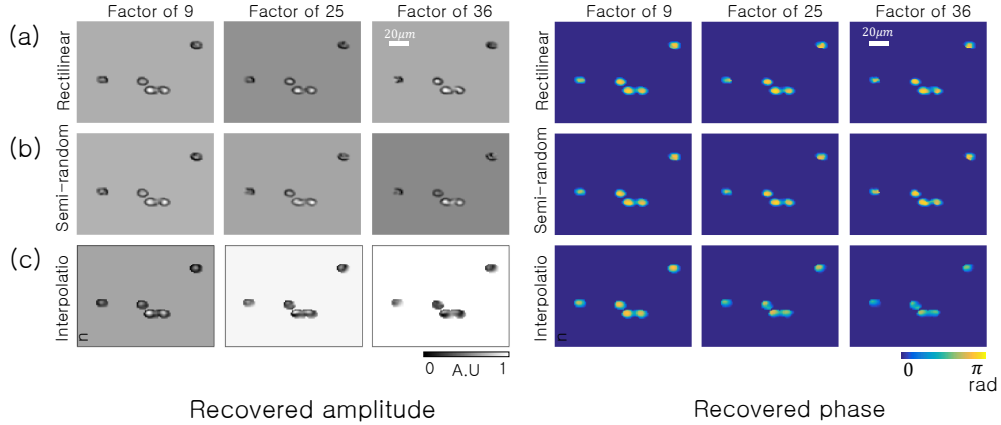 Factor of 9 Factor of 25 Factor of 36 Factor of 9 Factor of 25 Factor of 36
(a) Rectilinear 20μm 20μm Rectilinear
(b) Semi-random Semi-random
(c) Interpolatio Interpolatio
n n
0 A.U 1 0 π
rad
Recovered amplitude Recovered phase